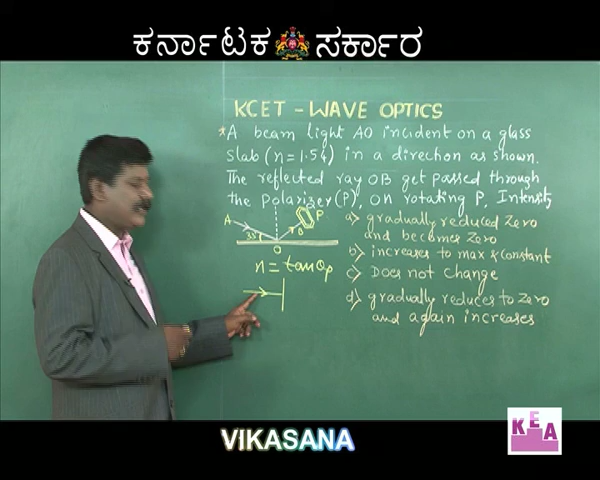 ಕರ್ನಾಟಕ ಸರ್ಕಾರ
KCET - WAVE OPTICS
* A beam light AO incident on a glass
slab (n = 1.54) in a direction as shown.
The reflected ray OB get passed through
the Polarizer (P), on rotating P, Intensity
a) gradually reduced zero
and becomes zero
b) increases to max & constant
c) Does not change
d) gradually reduces to zero
and again increases
A
33°
B
P
O
n = tanθp
VIKASANA
KEA